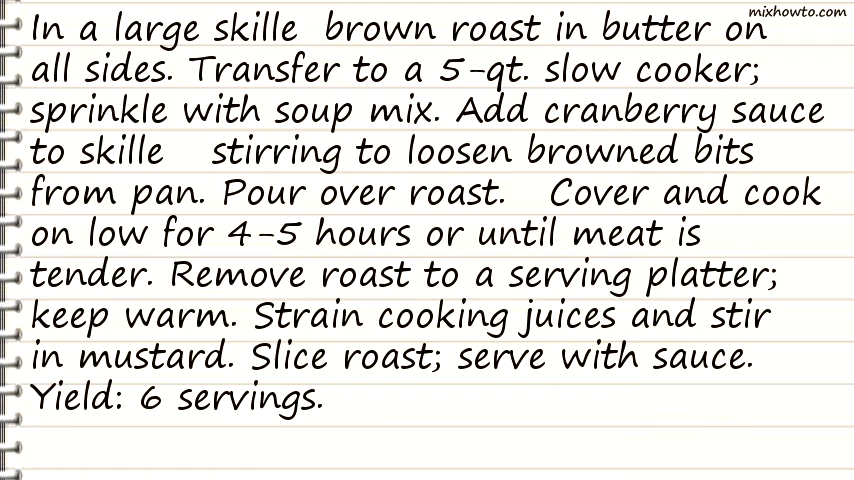 mixhowto.com
In a large skille brown roast in butter on
all sides. Transfer to a 5-qt. slow cooker;
sprinkle with soup mix. Add cranberry sauce
to skille stirring to loosen browned bits
from pan. Pour over roast. Cover and cook
on low for 4-5 hours or until meat is
tender. Remove roast to a serving platter;
keep warm. Strain cooking juices and stir
in mustard. Slice roast; serve with sauce.
Yield: 6 servings.